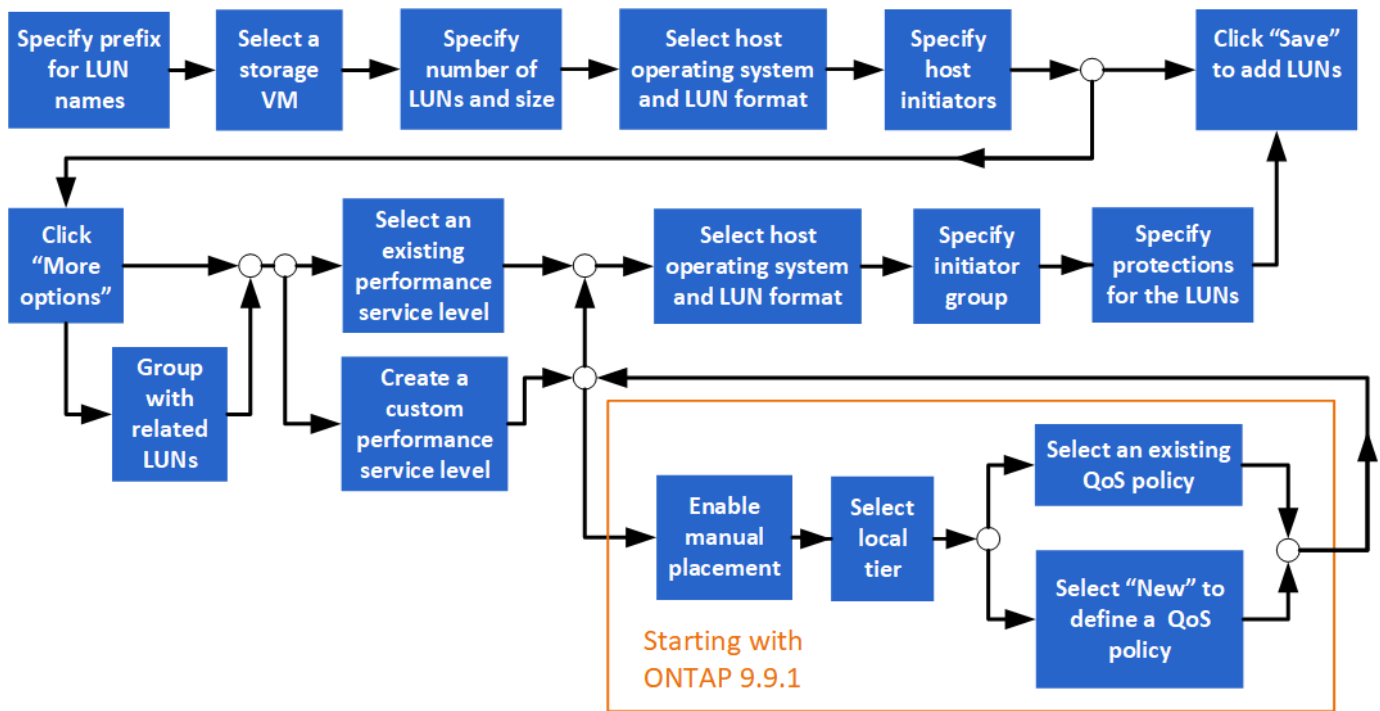 Specify prefix
for LUN
names
Select a
storage
VM
Specify
number of
LUNs and size
Select host
operating system
and LUN format
Specify
host
initiators
Click “Save”
to add LUNs
Click
“More
options”
Group
with
related
LUNs
Select an
existing
performance
service level
Create a
custom
performance
service level
Select host
operating system
and LUN format
Specify
initiator
group
Specify
protections
for the LUNs
Enable
manual
placement
Select
local
tier
Select an existing
QoS policy
Select “New” to
define a  QoS
policy
Starting with
ONTAP 9.9.1